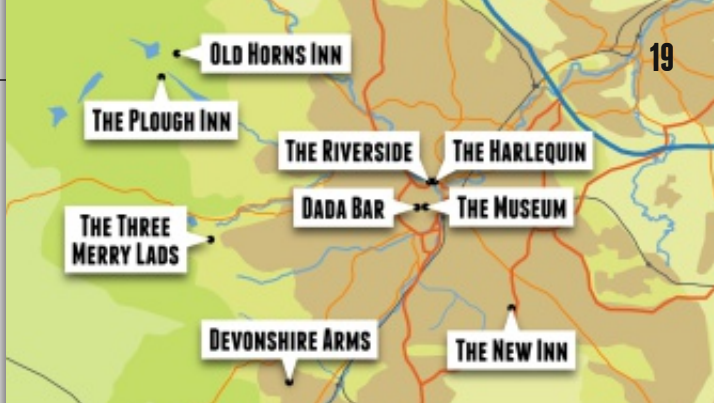 19
OLD HORNS INN
THE PLOUGH INN
THE RIVERSIDE
THE HARLEQUIN
DADA BAR
THE MUSEUM
THE THREE
MERRY LADS
DEVONSHIRE ARMS
THE NEW INN